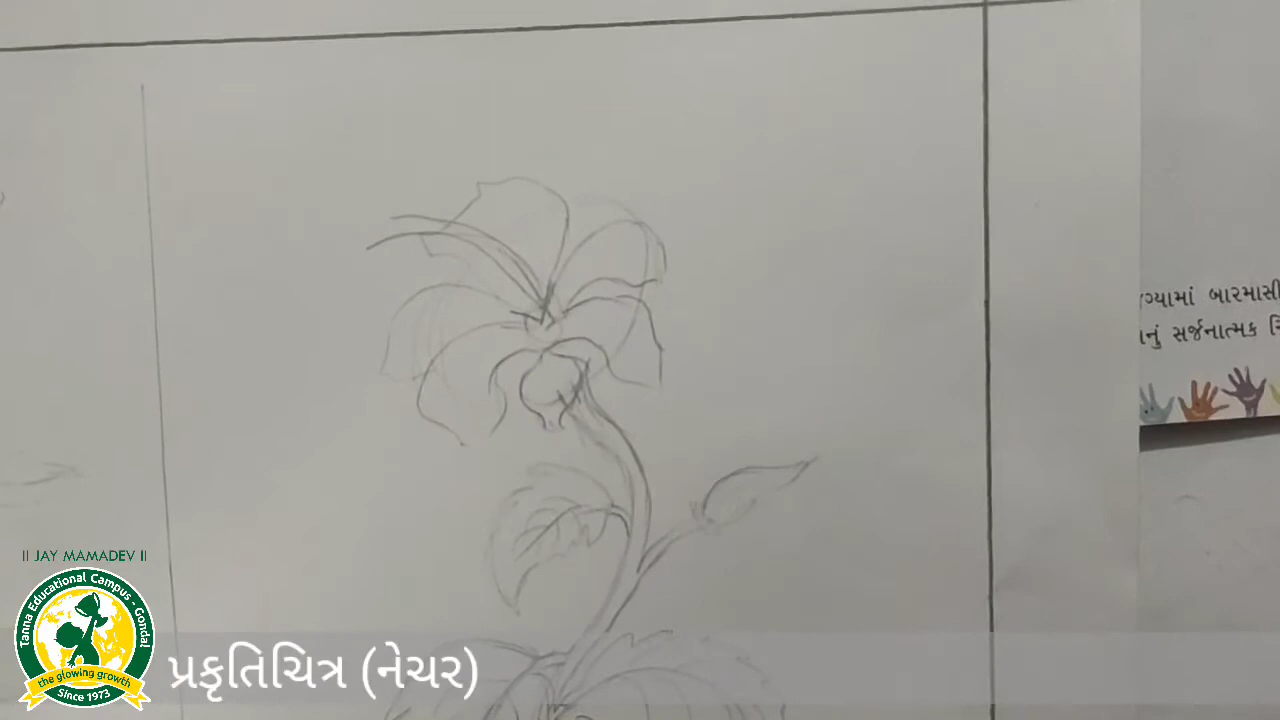 ગ્યામાં બારમાસી
નું સર્જનાત્મક
|| JAY MAMADEV ||
Tanna Educational Campus - Gondal
the glowing growth
Since 1973
પ્રકૃતિચિત્ર (નેચર)